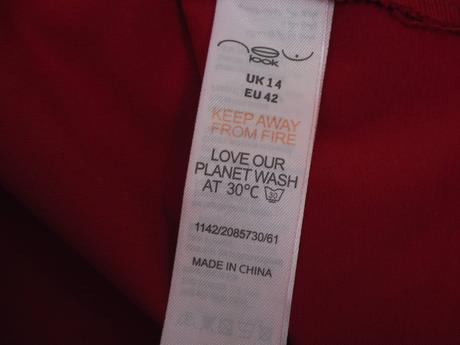 new
look
UK 14
EU 42
KEEP AWAY
FROM FIRE
LOVE OUR
PLANET WASH
AT 30°C 30
1142/2085730/61
MADE IN CHINA